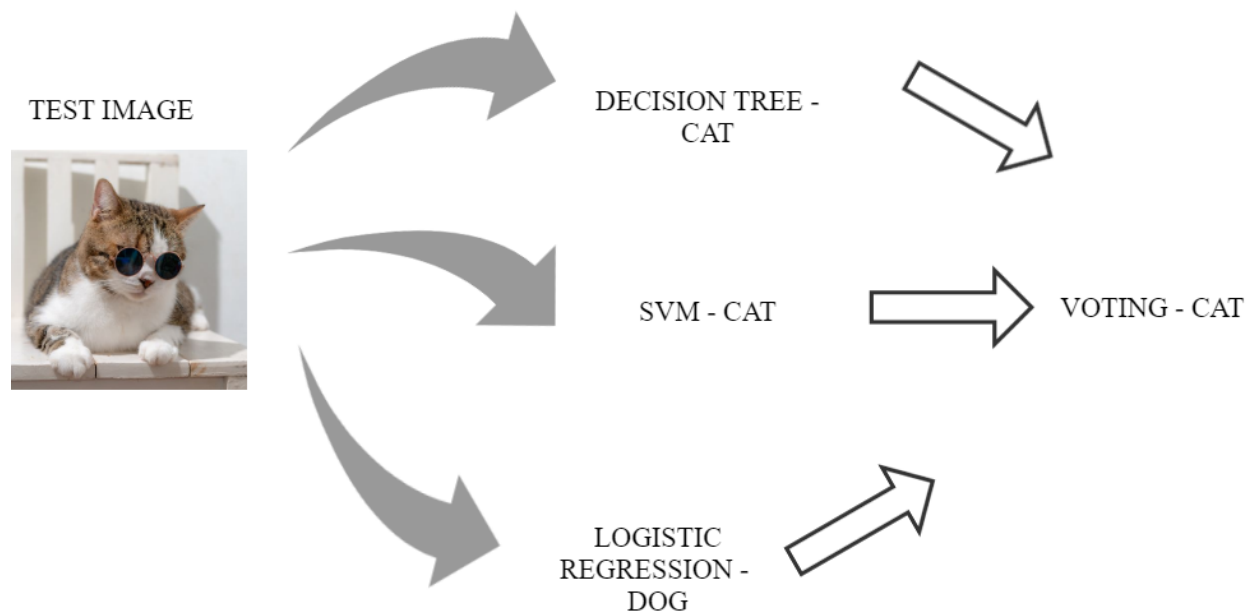 TEST IMAGE
DECISION TREE -
CAT
SVM - CAT
VOTING - CAT
LOGISTIC
REGRESSION -
DOG